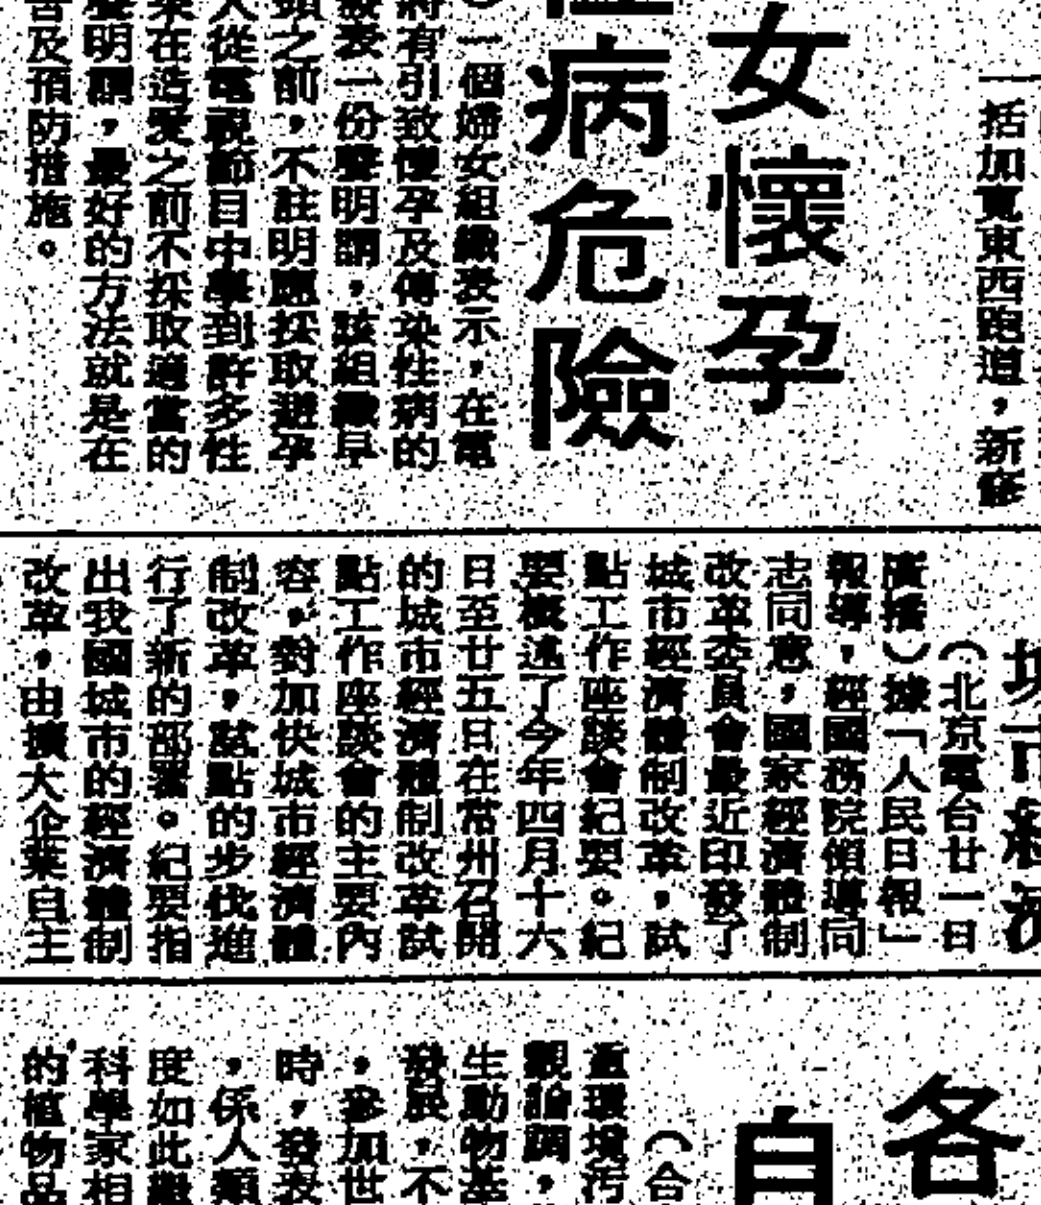 括加寬東西跑道，新
女懷孕
病危險
一個婦女組織表示，在電
將有引致懷孕及傳染性病的
發表一份聲明謂，該組織早
頭之前，不註明應採取避孕
人從電視節目中學到許多性
來在造愛之前不採取適當的
聲明謂，最好的方法就是在
及預防措施。
（北京電台廿一日
廣播）據「人民日報」
報導，經國務院領導同
志同意，國家經濟體制
改革委員會最近印發了
城市經濟體制改革，試
點工作座談會紀要。紀
要概述了今年四月十六
日至廿五日在常州召開
的城市經濟體制改革試
點工作座談會的主要內
容，對加快城市經濟體
制改革，試點的步伐進
行了新的部署。紀要指
出我國城市的經濟體制
改革，由擴大企業自主
各
（合
重環境污
觀論調，
生動物
發展，不
，參加世
時，發表
，係人類
度如此繼
科學家相
的植物品